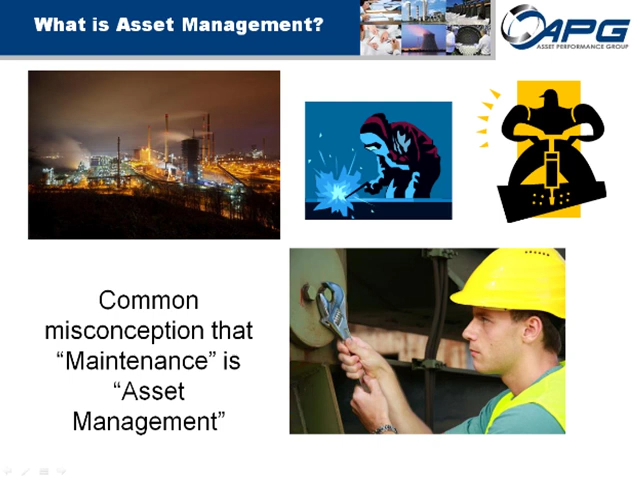 What is Asset Management?
APG
ASSET PERFORMANCE GROUP
Common
misconception that
“Maintenance” is
“Asset
Management”